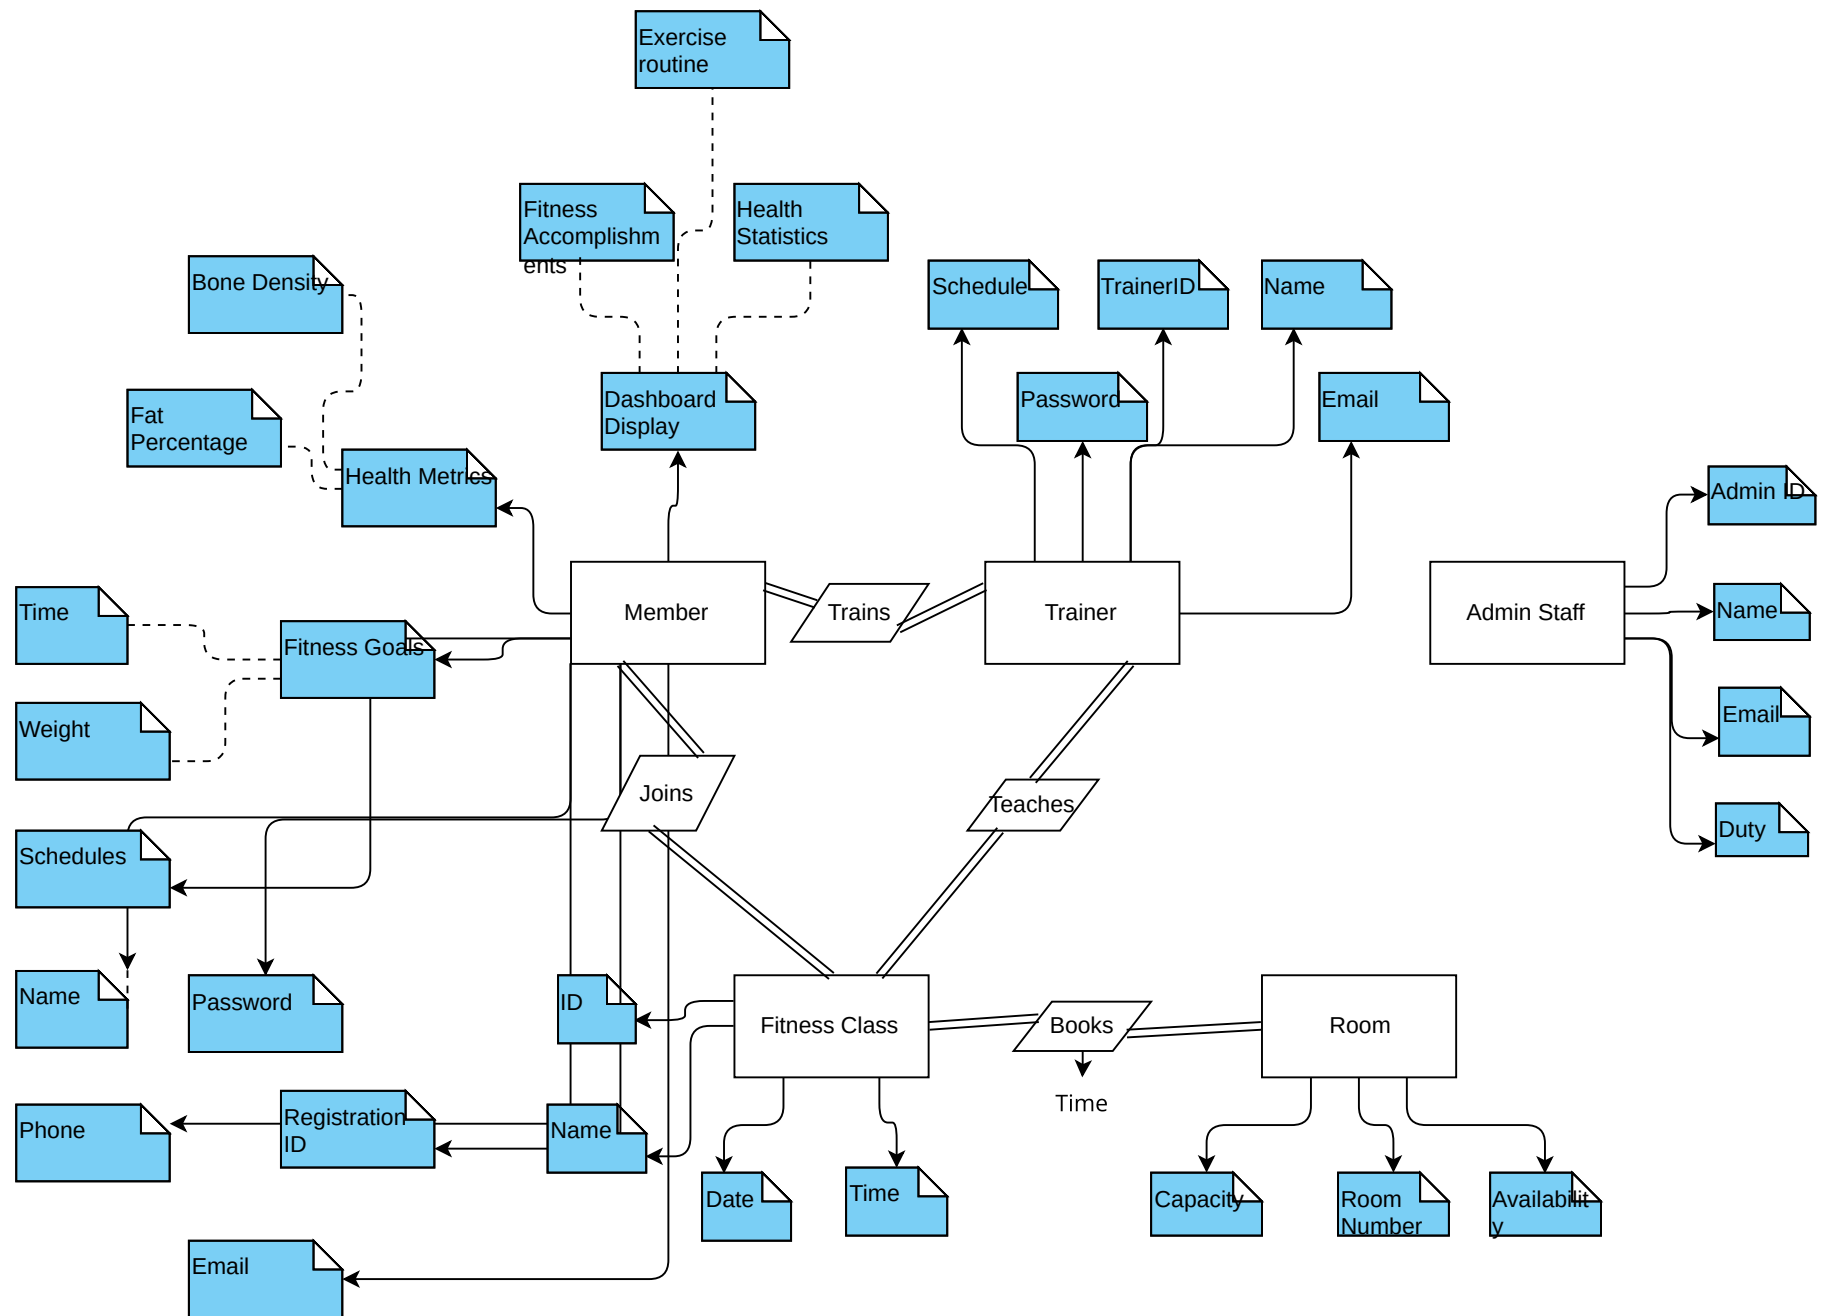 Exercise
routine
Fitness
Accomplishm
ents
Health
Statistics
Bone Density
Schedule
TrainerID
Name
Fat
Percentage
Dashboard
Display
Password
Email
Health Metrics
Admin ID
Time
Member
Trains
Trainer
Admin Staff
Name
Fitness Goals
Weight
Email
Joins
Teaches
Duty
Schedules
Name
Password
ID
Fitness Class
Books
Room
Time
Phone
Registration
ID
Name
Date
Time
Capacity
Room
Number
Availabilit
y
Email